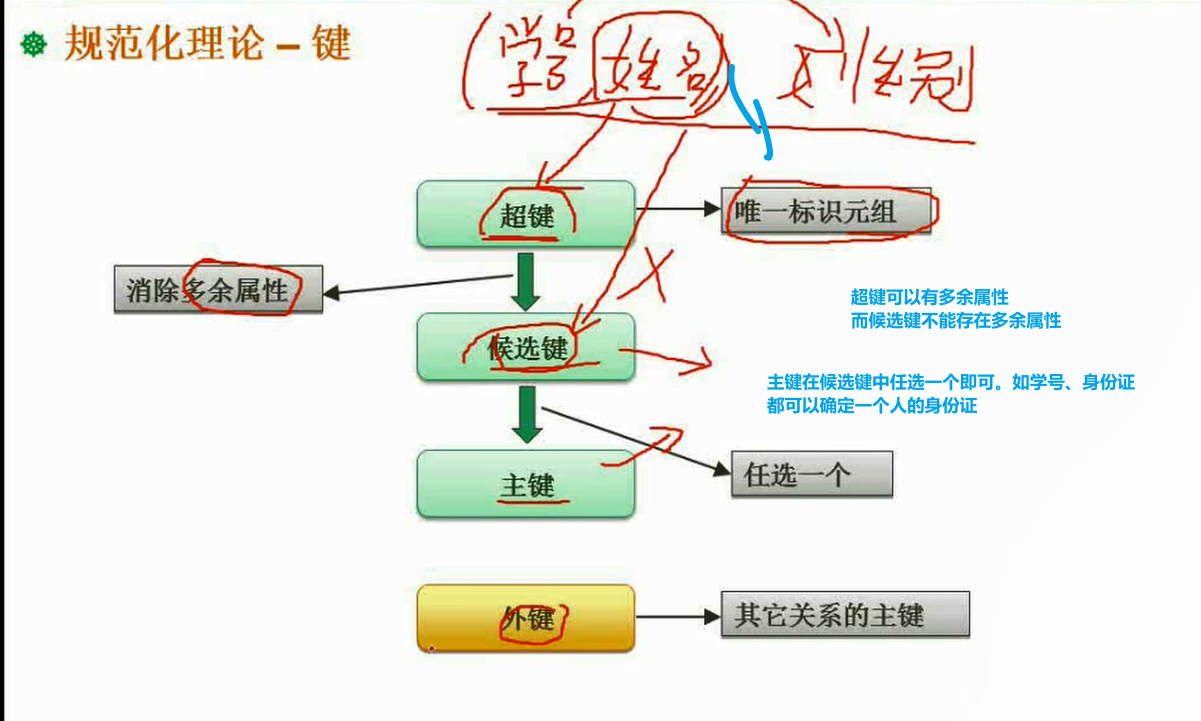 规范化理论 – 键
(学号 姓名 性别
超键
唯一标识元组
消除多余属性
超键可以有多余属性
而候选键不能存在多余属性
候选键
主键在候选键中任选一个即可。如学号、身份证
都可以确定一个人的身份证
主键
任选一个
外键
其它关系的主键